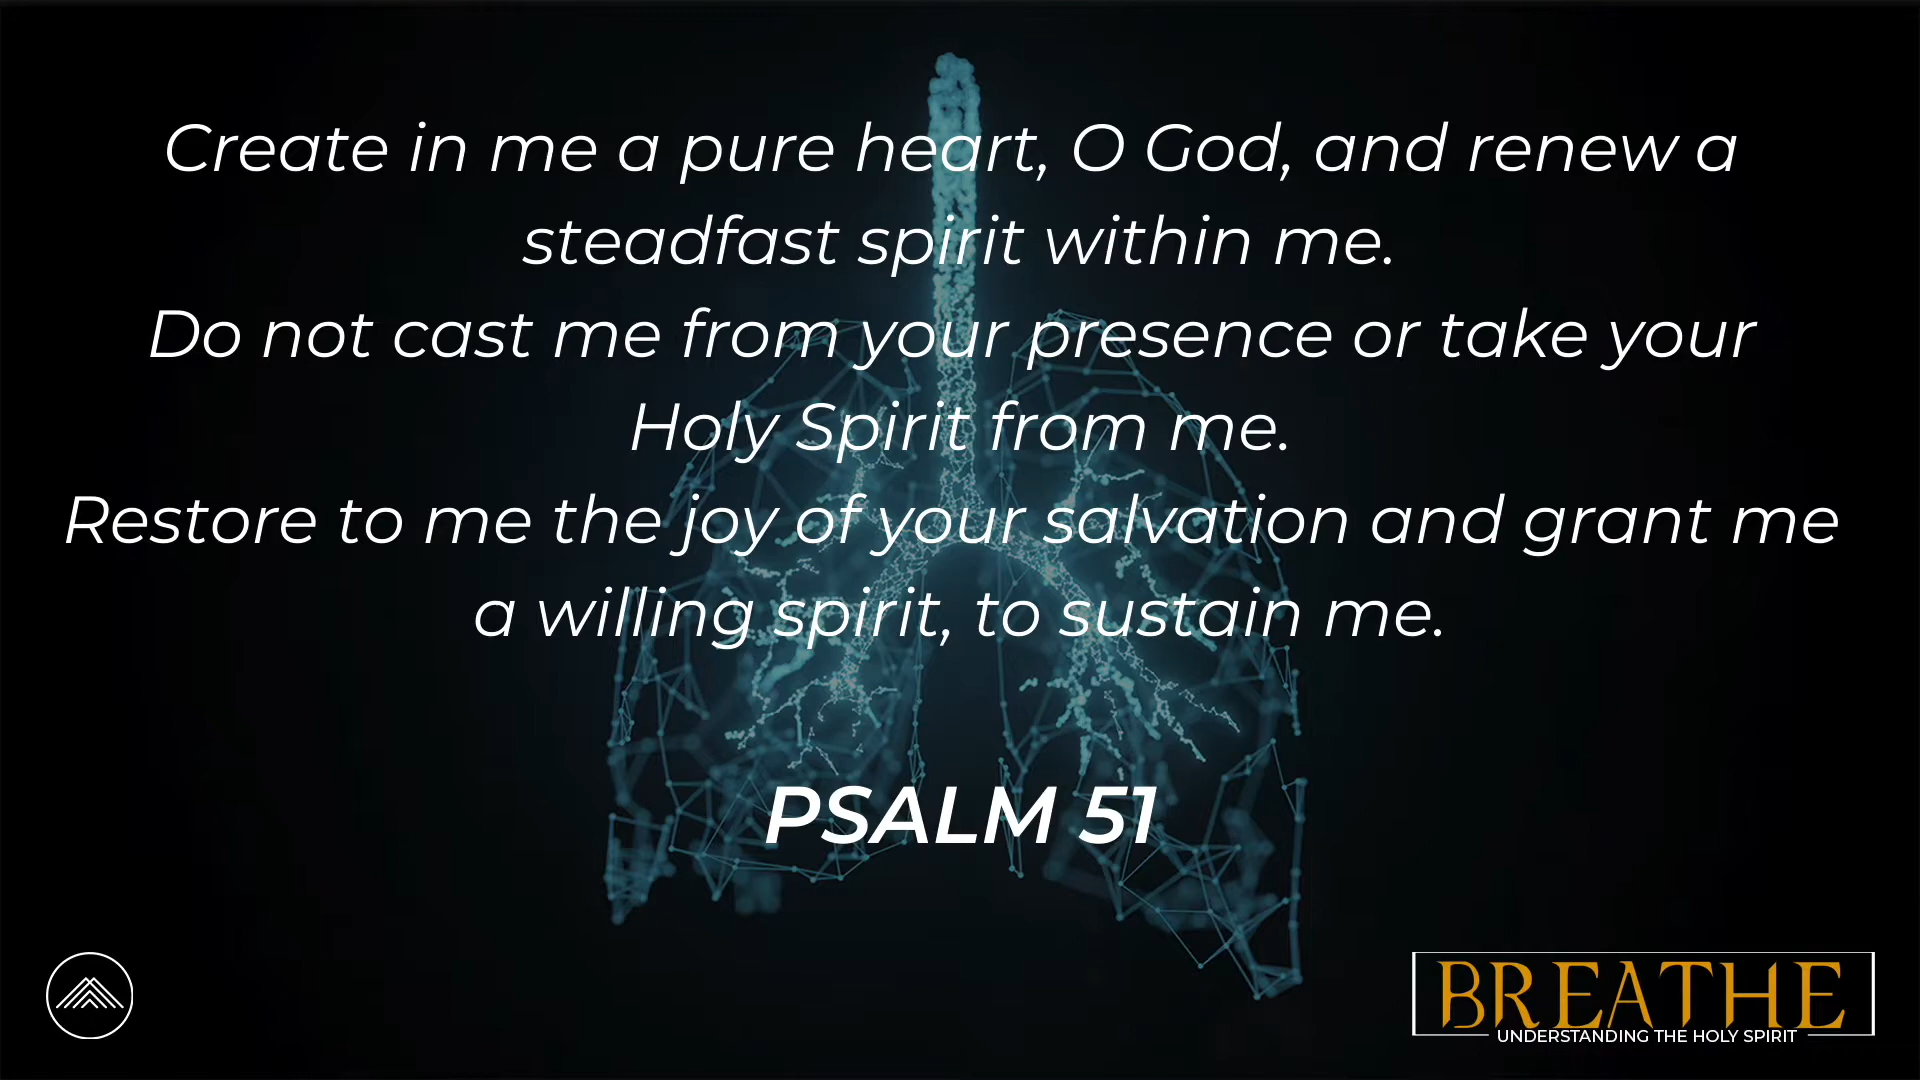 Create in me a pure heart, O God, and renew a
steadfast spirit within me.
Do not cast me from your presence or take your
Holy Spirit from me.
Restore to me the joy of your salvation and grant me
a willing spirit, to sustain me.
PSALM 51
BREATHE
UNDERSTANDING THE HOLY SPIRIT